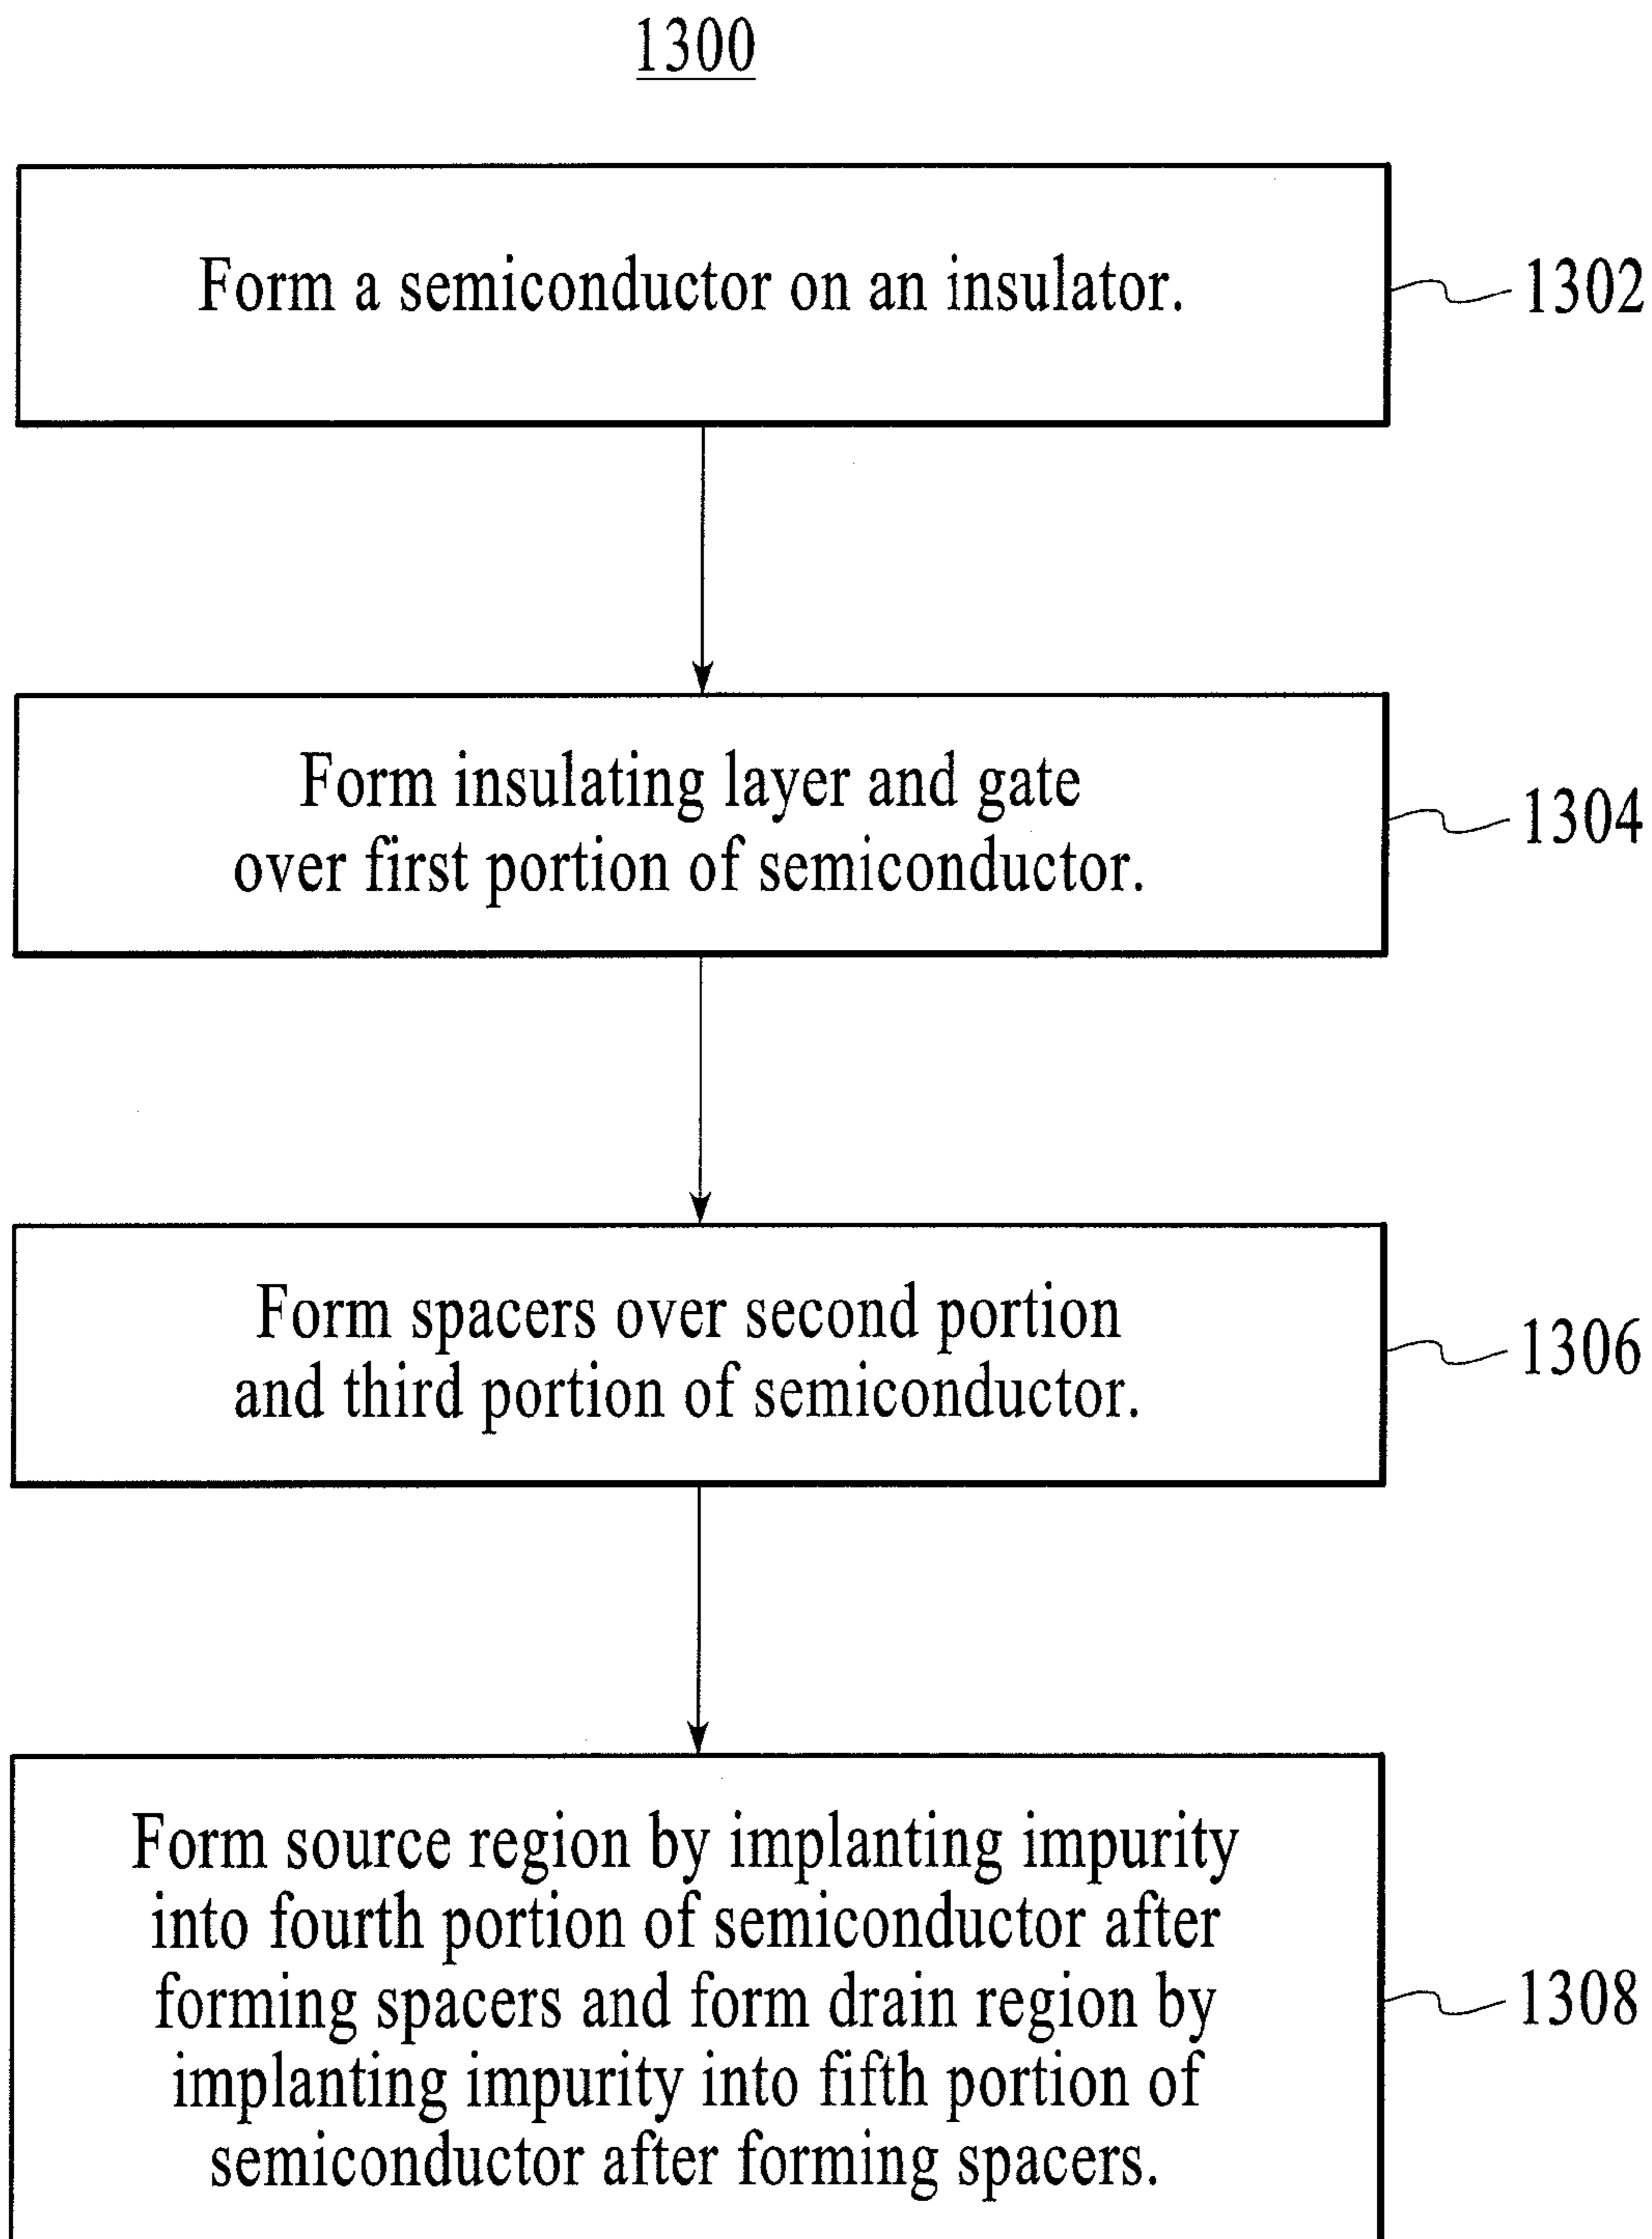 1300
Form a semiconductor on an insulator.
1302
Form insulating layer and gate
over first portion of semiconductor.
1304
Form spacers over second portion
and third portion of semiconductor.
1306
Form source region by implanting impurity
into fourth portion of semiconductor after
forming spacers and form drain region by
implanting impurity into fifth portion of
semiconductor after forming spacers.
1308